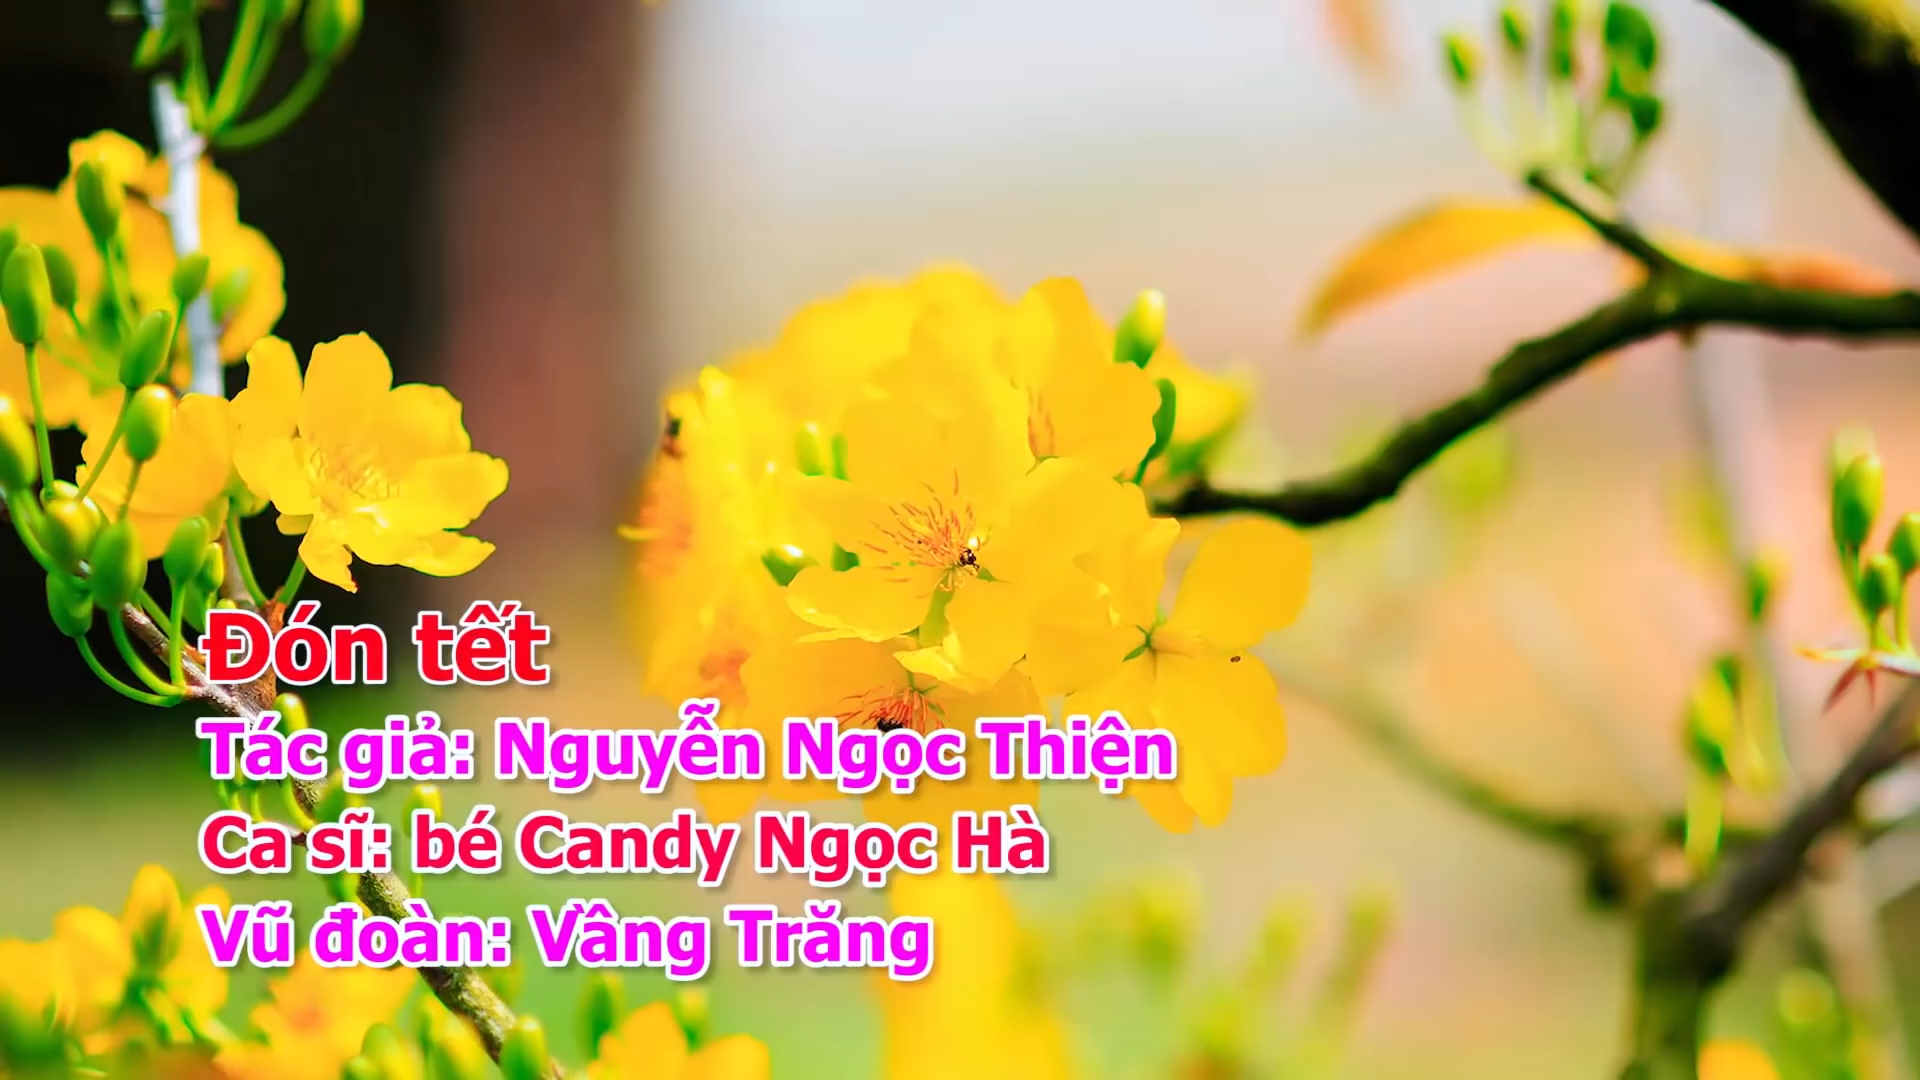 Đón tết
Tác giả: Nguyễn Ngọc Thiện
Ca sĩ: bé Candy Ngọc Hà
Vũ đoàn: Vầng Trăng